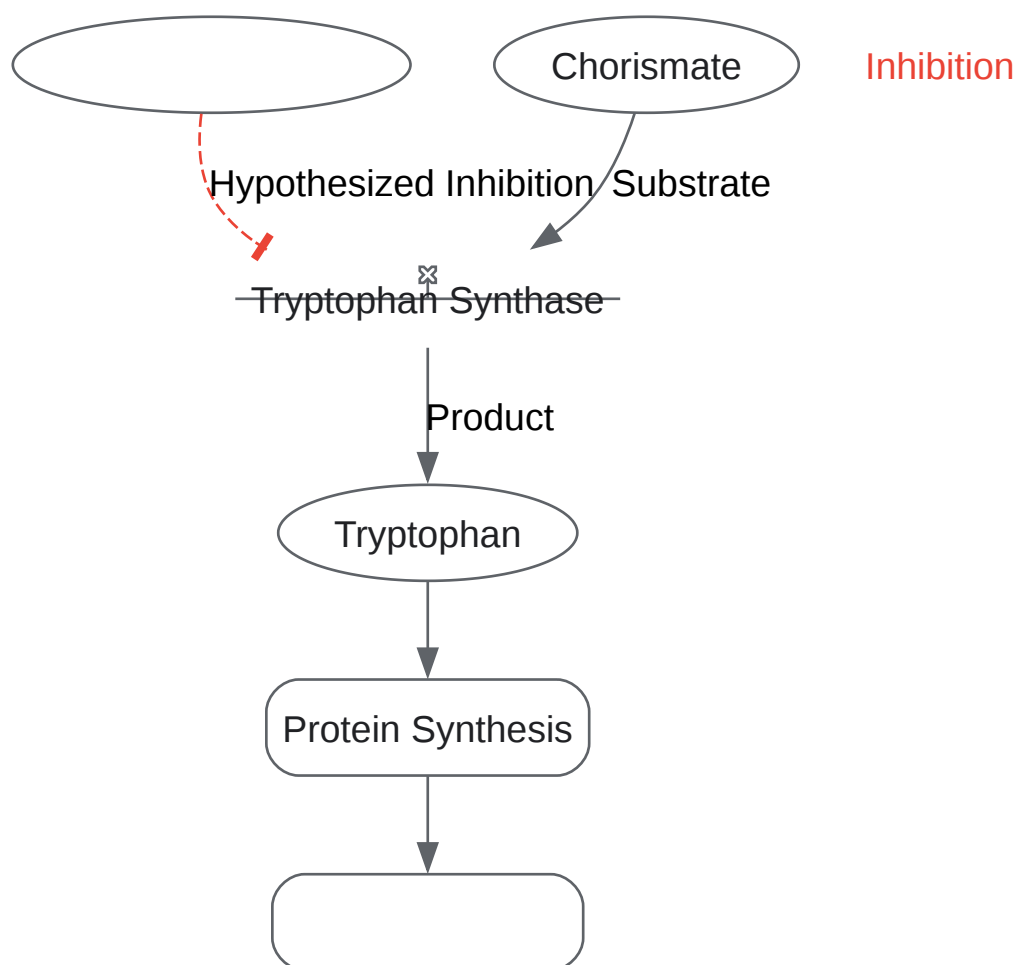 Chorismate
Inhibition
Hypothesized Inhibition
Substrate
Tryptophan Synthase
Product
Tryptophan
Protein Synthesis